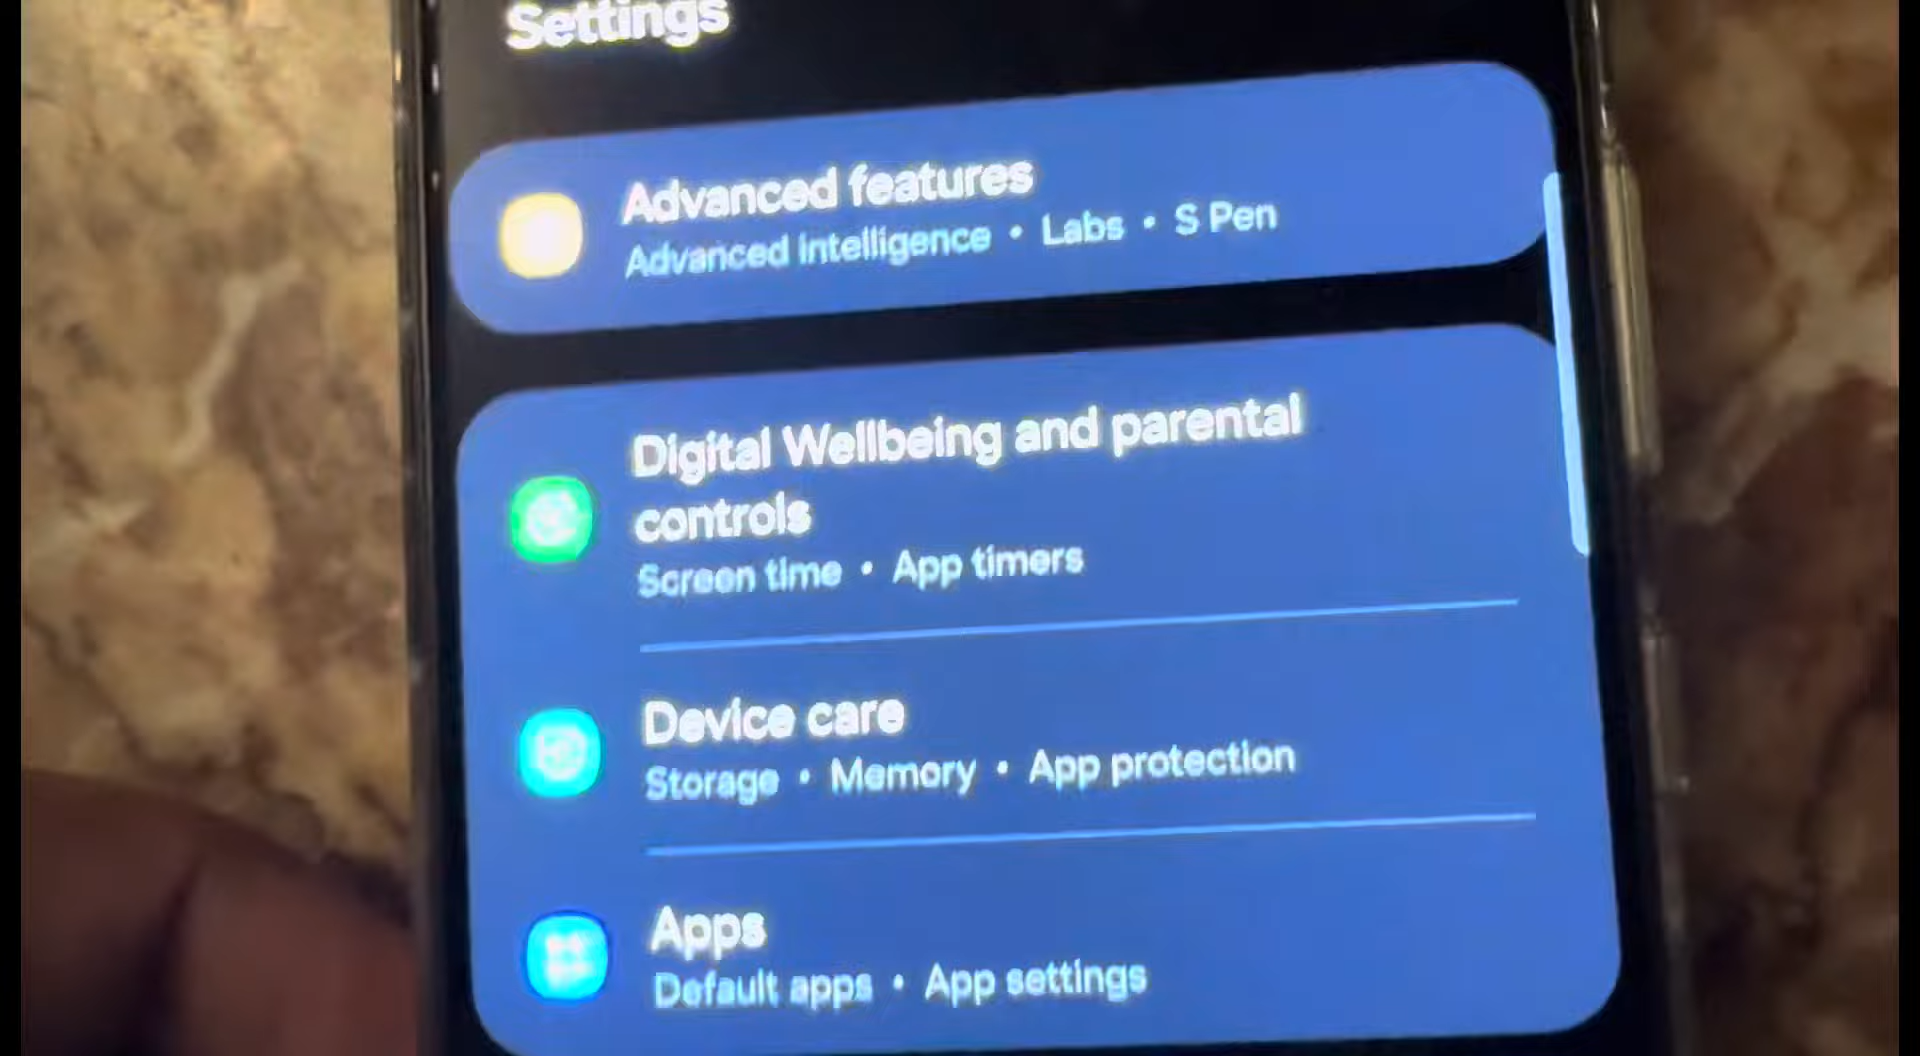 Settings
Advanced features
Advanced Intelligence • Labs • S Pen
Digital Wellbeing and parental
controls
Screen time • App timers
Device care
Storage • Memory • App protection
Apps
Default apps • App settings